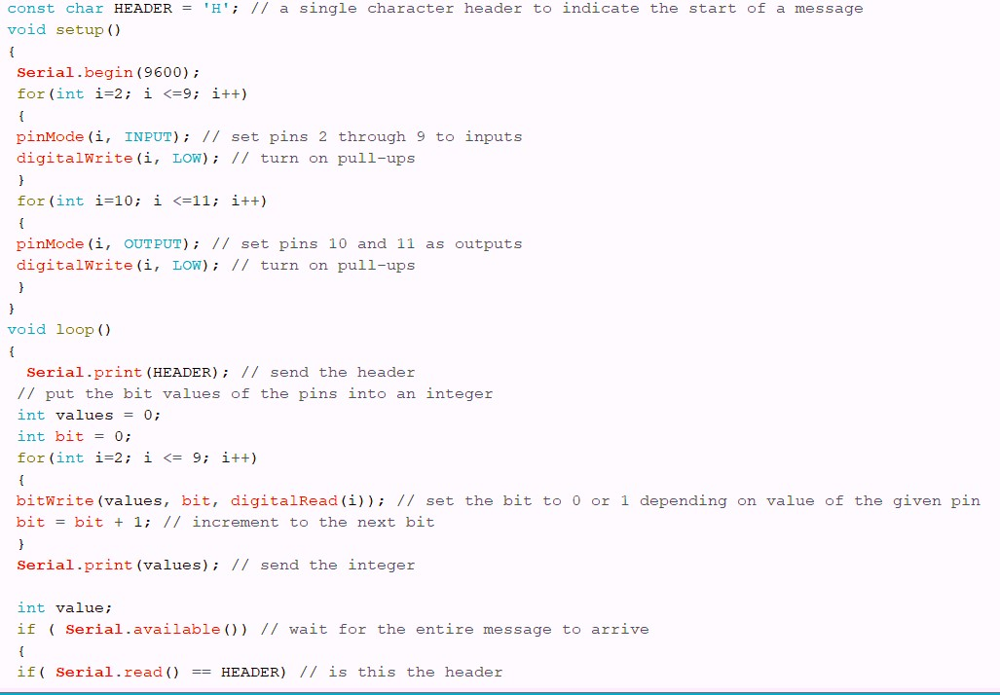 const char HEADER = 'H'; // a single character header to indicate the start of a message
void setup()
{
Serial.begin(9600);
for(int i=2; i <=9; i++)
{
pinMode(i, INPUT); // set pins 2 through 9 to inputs
digitalWrite(i, LOW); // turn on pull-ups
}
for(int i=10; i <=11; i++)
{
pinMode(i, OUTPUT); // set pins 10 and 11 as outputs
digitalWrite(i, LOW); // turn on pull-ups
}
}
void loop()
{
Serial.print(HEADER); // send the header
// put the bit values of the pins into an integer
int values = 0;
int bit = 0;
for(int i=2; i <= 9; i++)
{
bitWrite(values, bit, digitalRead(i)); // set the bit to 0 or 1 depending on value of the given pin
bit = bit + 1; // increment to the next bit
}
Serial.print(values); // send the integer
int value;
if ( Serial.available()) // wait for the entire message to arrive
{
if( Serial.read() == HEADER) // is this the header